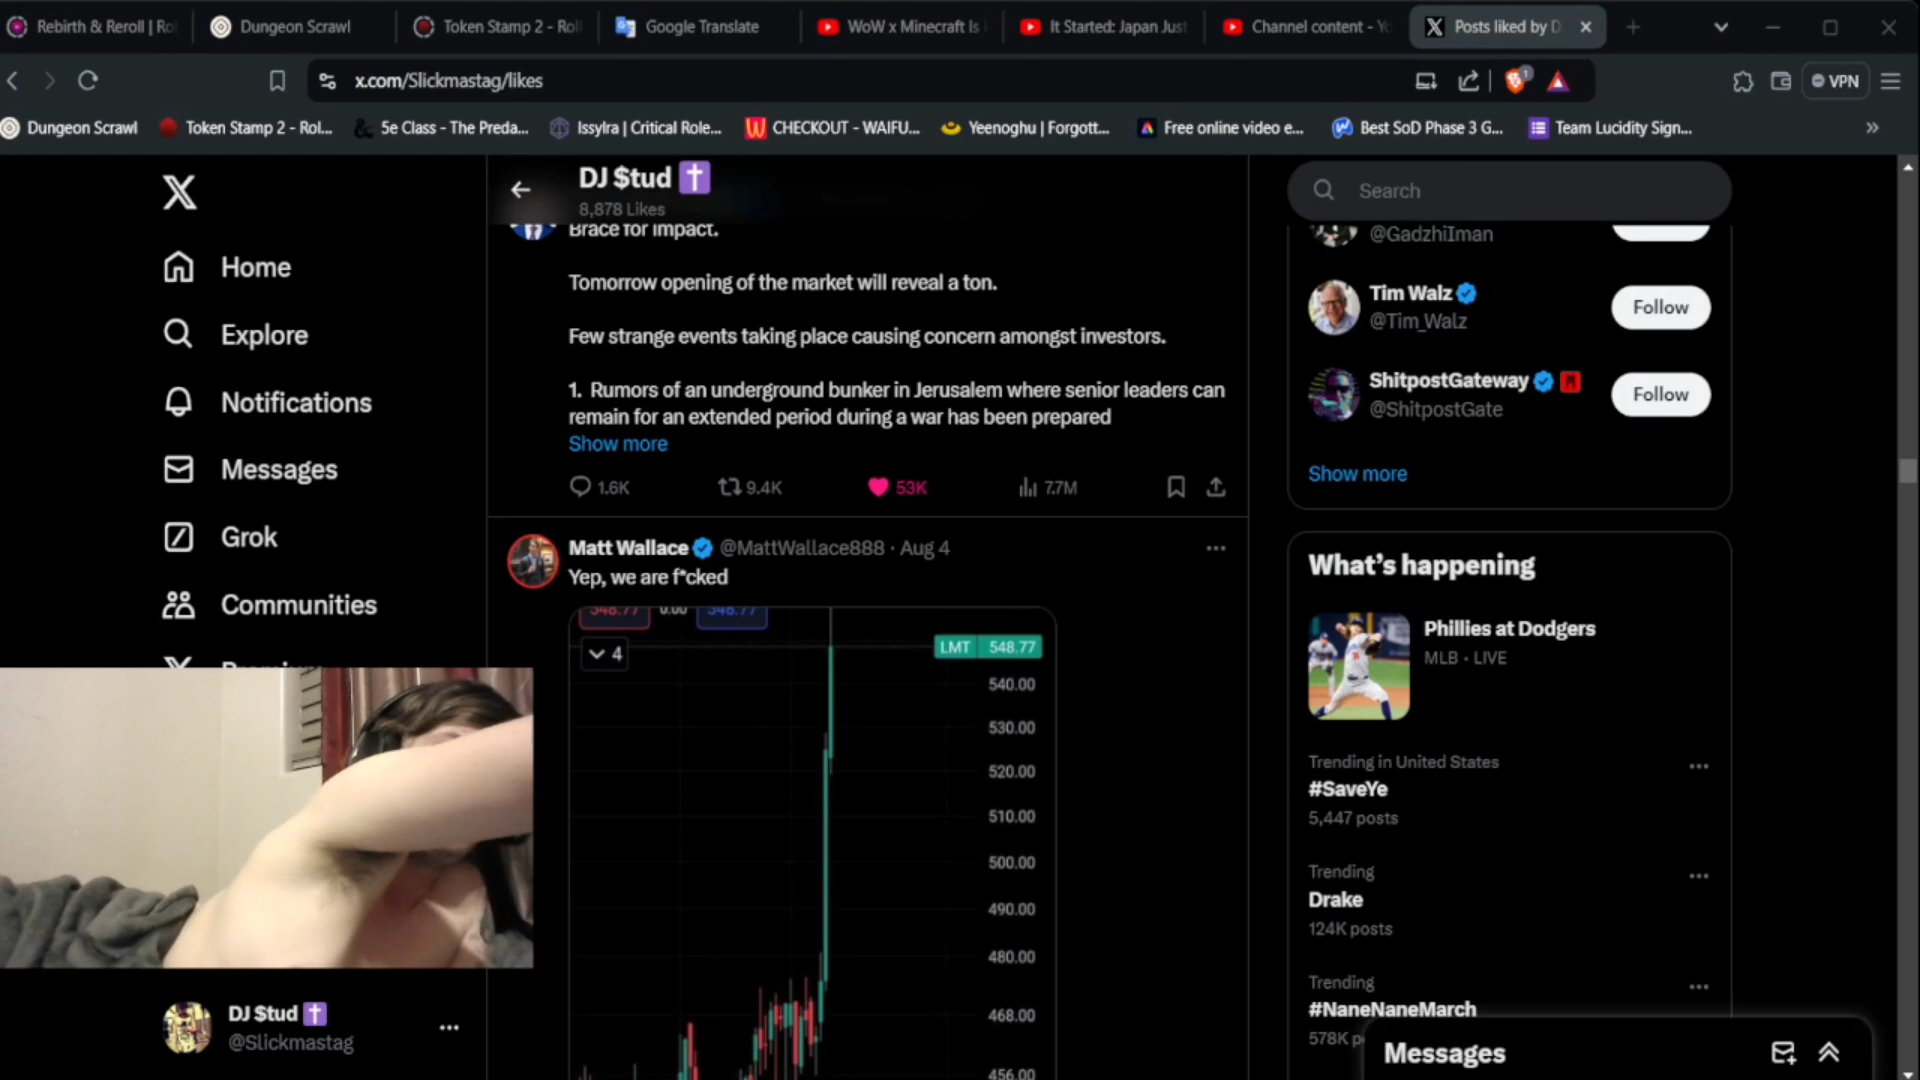 Rebirth & Reroll | Ro
Dungeon Scrawl
Token Stamp 2 - Roll
Google Translate
WoW x Minecraft Is
It Started: Japan Just
Channel content - Yo
Posts liked by D
x.com/Slickmastag/likes
1
VPN
Dungeon Scrawl
Token Stamp 2 - Rol...
5e Class - The Preda...
Issylra | Critical Role...
CHECKOUT - WAIFU...
Yeenoghu | Forgott...
Free online video e...
Best SoD Phase 3 G...
Team Lucidity Sign...
Home
Explore
Notifications
Messages
Grok
Communities
DJ $tud
@Slickmastag
DJ $tud
8,878 Likes
Brace for impact.
Tomorrow opening of the market will reveal a ton.
Few strange events taking place causing concern amongst investors.
1. Rumors of an underground bunker in Jerusalem where senior leaders can
remain for an extended period during a war has been prepared
Show more
1.6K
9.4K
53K
7.7M
Matt Wallace @MattWallace888 · Aug 4
Yep, we are f*cked
548.77
0.00
548.77
4
LMT 548.77
540.00
530.00
520.00
510.00
500.00
490.00
480.00
468.00
456.00
Search
@GadzhiIman
Tim Walz
@Tim_Walz
Follow
ShitpostGateway
@ShitpostGate
Follow
Show more
What's happening
Phillies at Dodgers
MLB · LIVE
Trending in United States
#SaveYe
5,447 posts
Trending
Drake
124K posts
Trending
#NaneNaneMarch
578K p
Messages